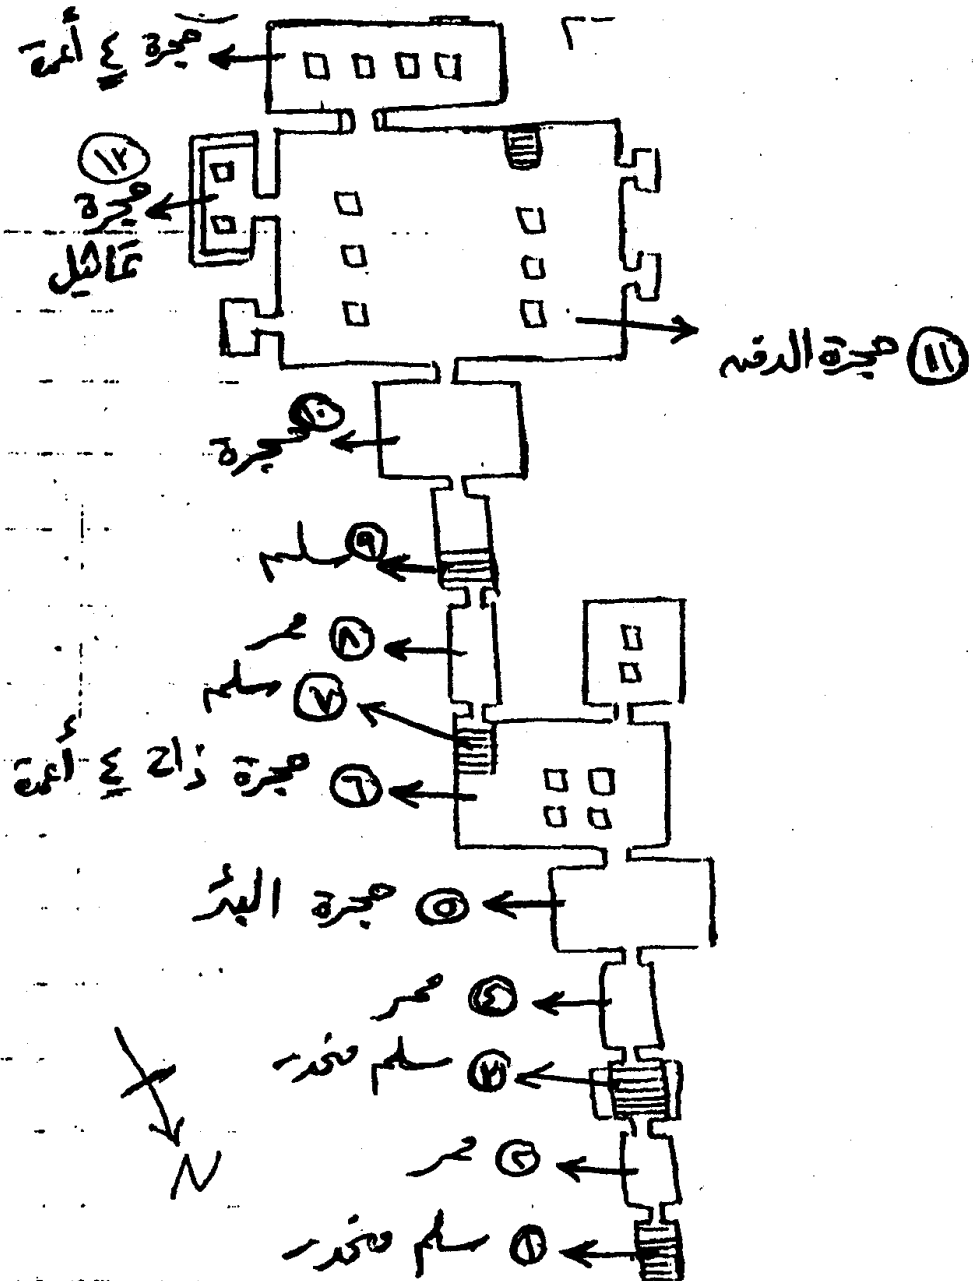 حجرة ٤ أعمدة
١٢
حجرة
تماثيل
١١ حجرة الدفن
١٠
حجرة
٩ سلم
٨ ممر
٧ سلم
٦ حجرة ذات ٤ أعمدة
٥ حجرة البئر
٤ ممر
٣ سلم منحدر
٢ ممر
١ سلم منحدر
N